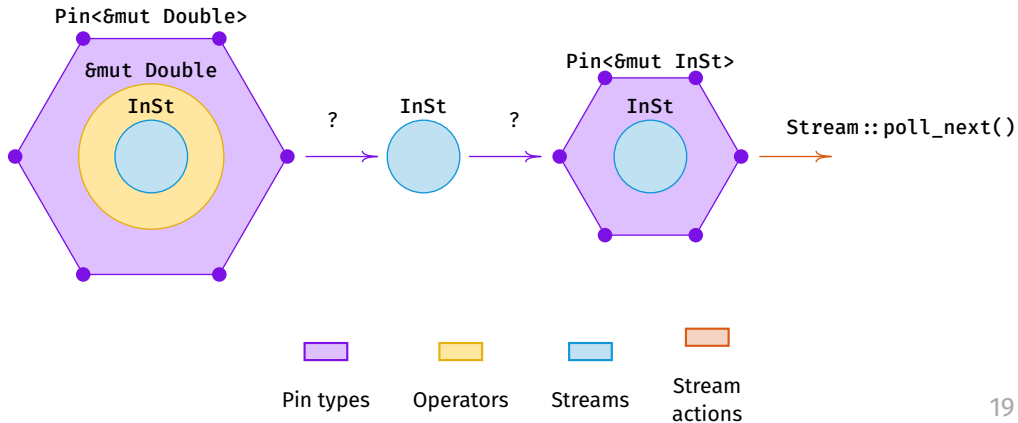 Pin<&mut Double>
&mut Double
InSt
?
InSt
?
Pin<&mut InSt>
InSt
Stream::poll_next()
Pin types
Operators
Streams
Stream
actions
19